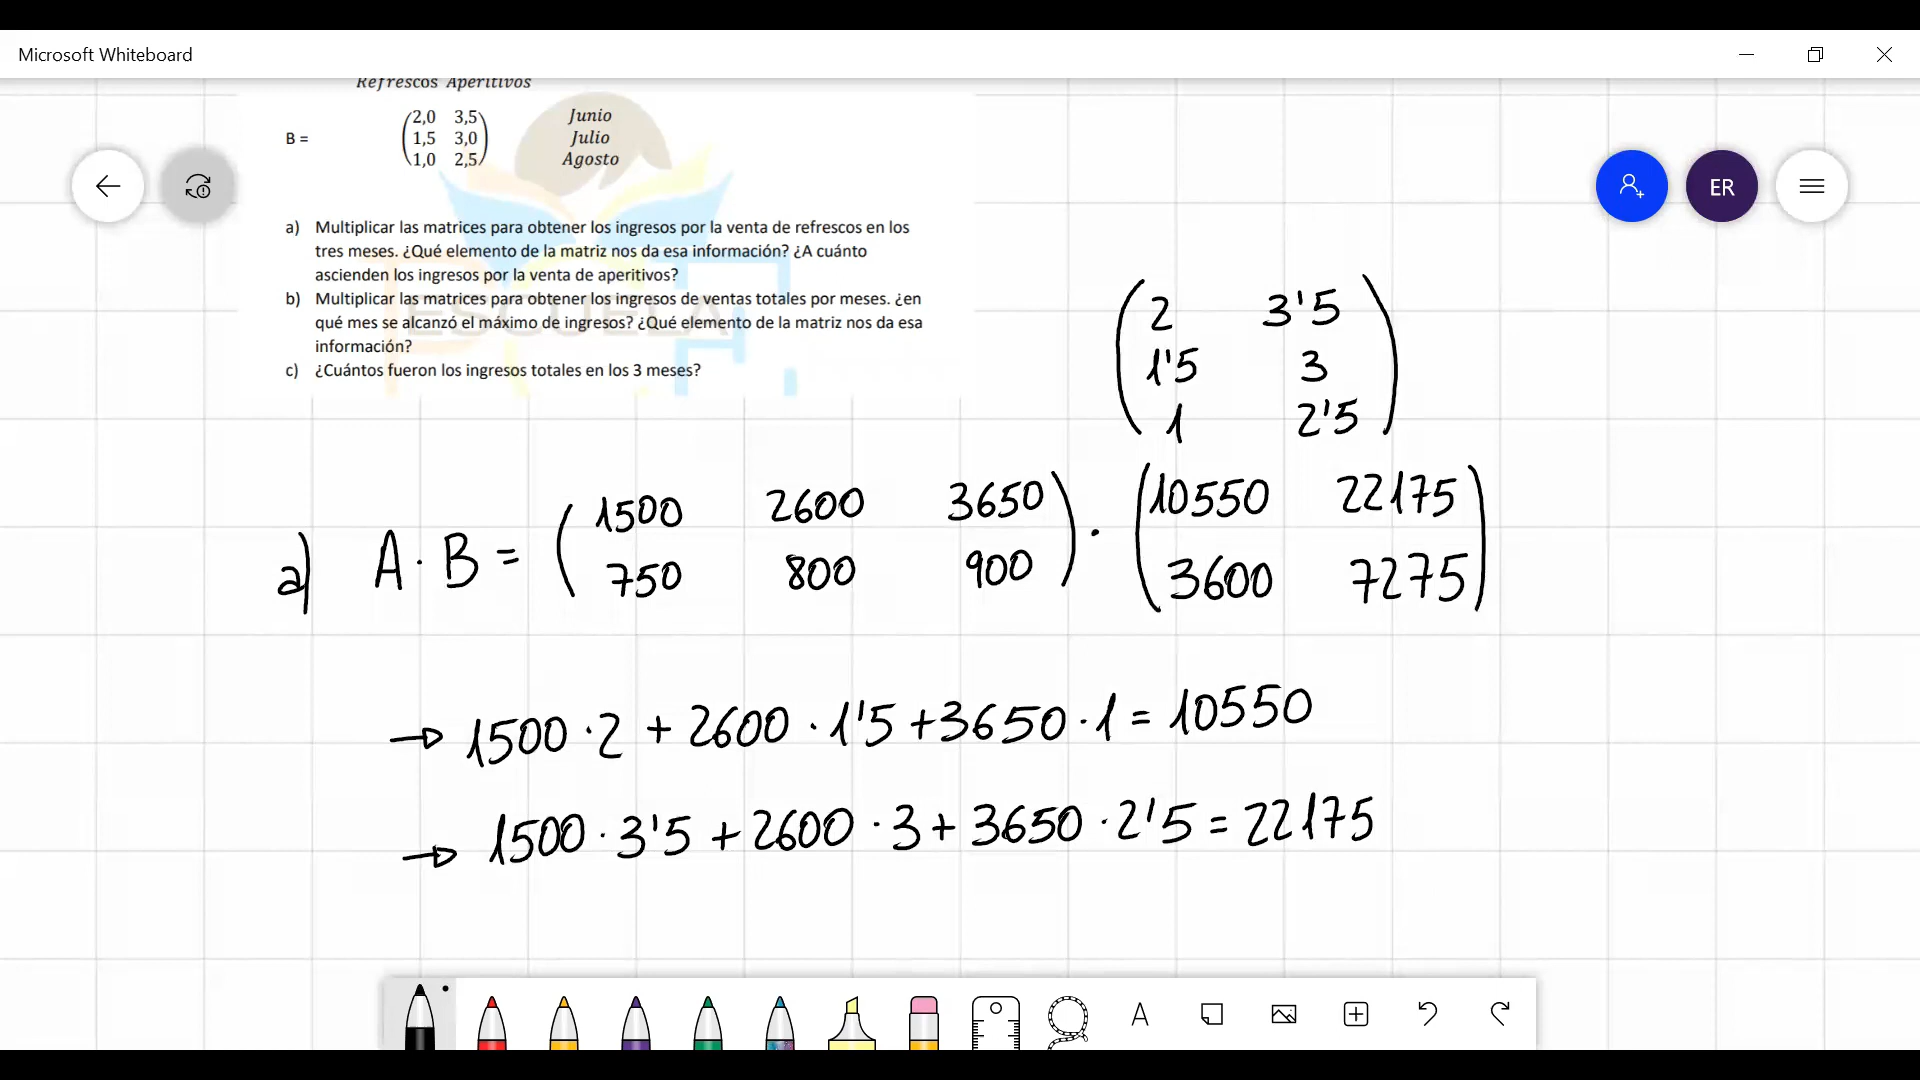 Microsoft Whiteboard
Refrescos Aperitivos
2,0 3,5 Junio
B = 1,5 3,0 Julio
1,0 2,5 Agosto
ER
a) Multiplicar las matrices para obtener los ingresos por la venta de refrescos en los
tres meses. ¿Qué elemento de la matriz nos da esa información? ¿A cuánto
ascienden los ingresos por la venta de aperitivos?
b) Multiplicar las matrices para obtener los ingresos de ventas totales por meses. ¿en
qué mes se alcanzó el máximo de ingresos? ¿Qué elemento de la matriz nos da esa
información?
c) ¿Cuántos fueron los ingresos totales en los 3 meses?
ESCUELA
2 3'5
1'5 3
1 2'5
a) A · B = ( 1500 2600 3650 ) · ( 10550 22175 )
750 800 900 3600 7275
→ 1500 · 2 + 2600 · 1'5 + 3650 · 1 = 10550
→ 1500 · 3'5 + 2600 · 3 + 3650 · 2'5 = 22175
A